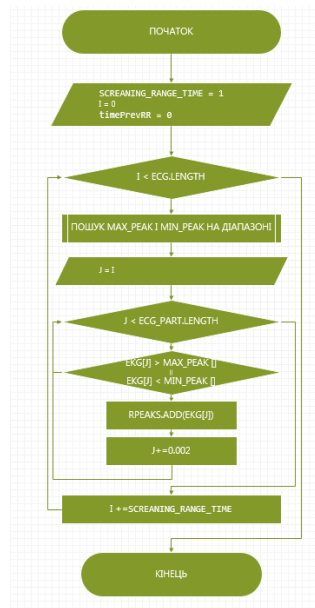 ПОЧАТОК
SCREANING_RANGE_TIME = 1
I = 0
timePrevRR = 0
I < ECG.LENGTH
ПОШУК MAX_PEAK І MIN_PEAK НА ДІАПАЗОНІ
J = I
J < ECG_PART.LENGTH
EKG[J] > MAX_PEAK []
||
EKG[J] < MIN_PEAK []
RPEAKS.ADD(EKG[J])
J+=0.002
I +=SCREANING_RANGE_TIME
КІНЕЦЬ